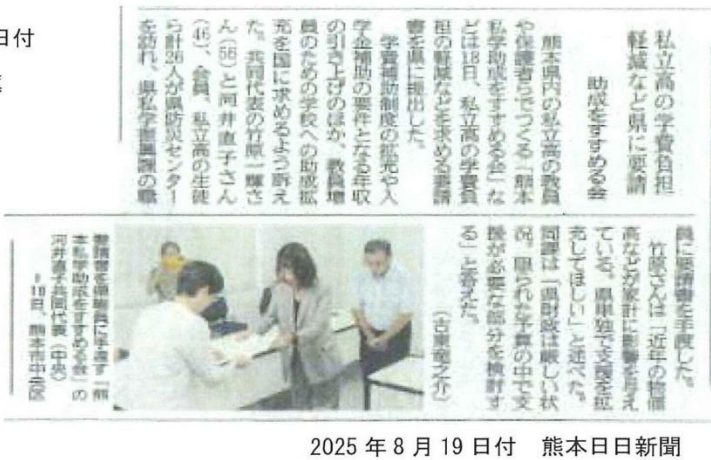 日付
私立高の学費負担
軽減など県に要請
助成をすすめる会
熊本県内の私立高の教員
や保護者らでつくる「熊本
私学助成をすすめる会」な
どは18日、私立高の学費負
担の軽減などを求める要請
書を県に提出した。
学費補助制度の拡充や入
学金補助の要件となる年収
の引き上げのほか、教員増
員のための学校への助成拡
充を国に求めるよう訴え
た。共同代表の竹原一輝さ
ん(58)と河井直子さん
(46)、会員、私立高の生徒
ら計26人が県防災センター
を訪れ、県私学振興課の職
員に要請書を手渡した。
竹原さんは「近年の物価
高などが家計に影響を与え
ている。県単独で支援を拡
充してほしい」と述べた。
同課は「県財政は厳しい状
況。限られた予算の中で支
援が必要な部分を検討す
る」と答えた。
(古東竜之介)
要請書を県職員に手渡す「熊
本私学助成をすすめる会」の
河井直子共同代表(中央)
=18日、熊本市中央区
2025年8月19日付 熊本日日新聞